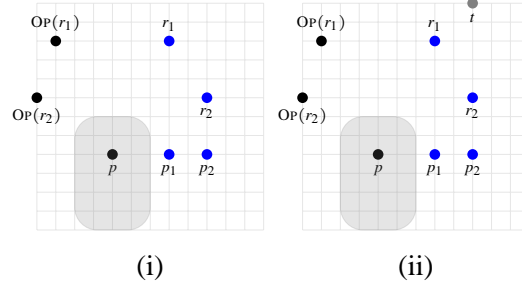 OP(r₁) r₁ OP(r₁) r₁ t
OP(r₂) r₂ OP(r₂) r₂
p p₁ p₂ p p₁ p₂
(i) (ii)